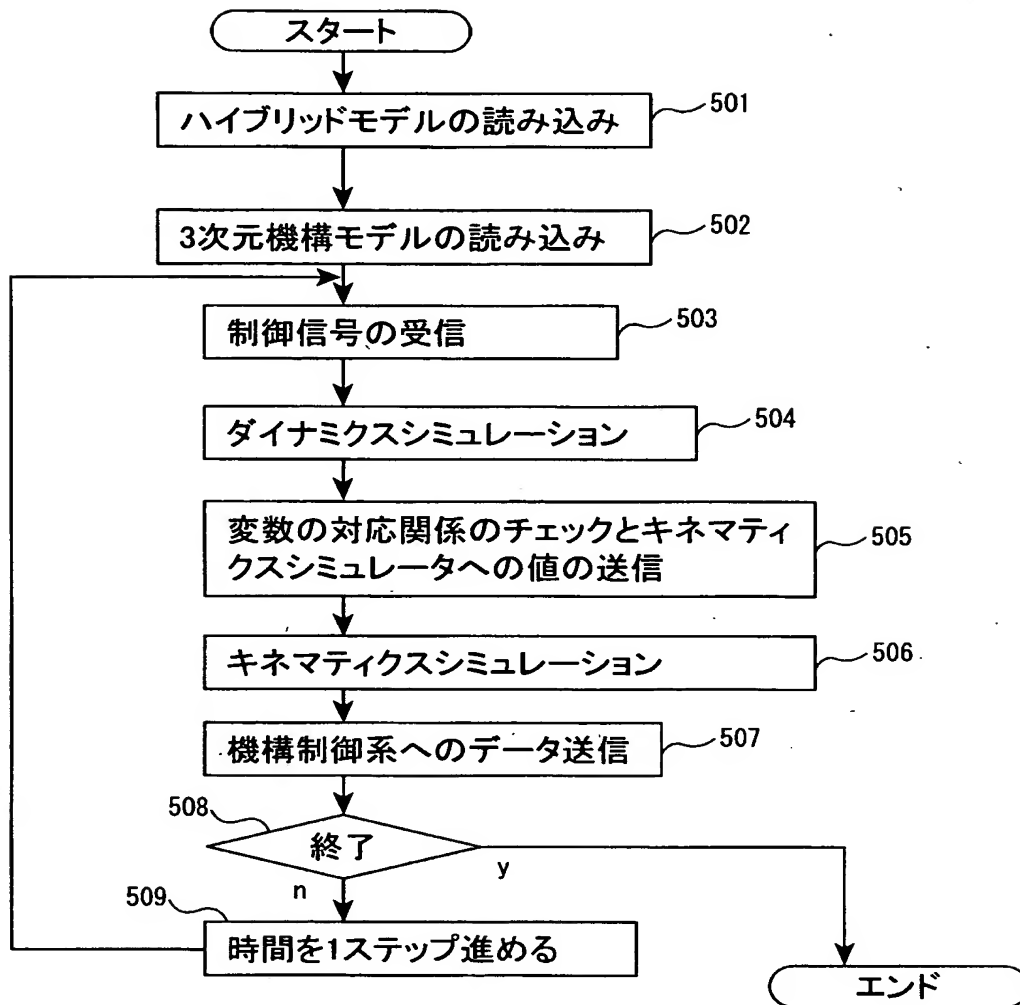 スタート
ハイブリッドモデルの読み込み
501
3次元機構モデルの読み込み
502
制御信号の受信
503
ダイナミクスシミュレーション
504
変数の対応関係のチェックとキネマティ
クスシミュレータへの値の送信
505
キネマティクスシミュレーション
506
機構制御系へのデータ送信
507
508
終了
y
n
509
時間を1ステップ進める
エンド